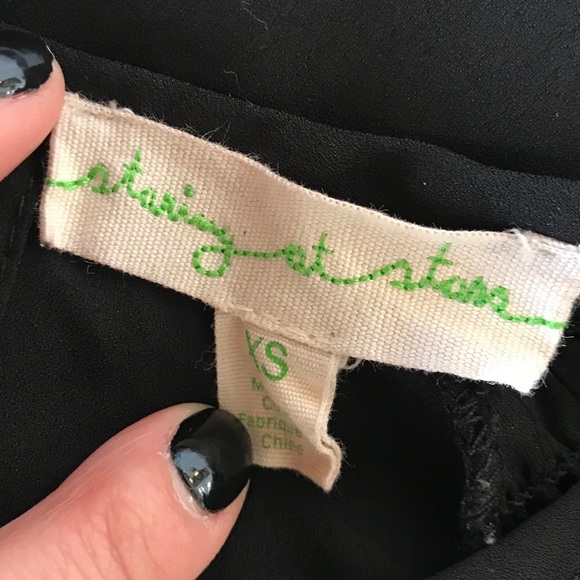 staring at stars
XS
M
C
Fabriqué
Chine